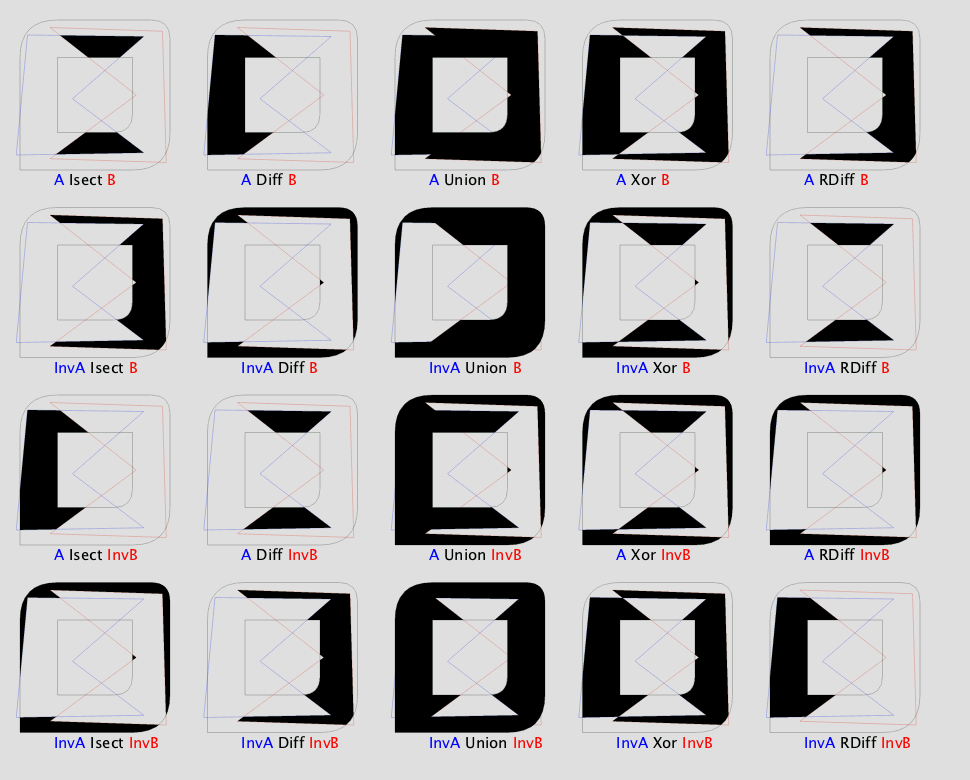 A Isect B
A Diff B
A Union B
A Xor B
A RDiff B
InvA Isect B
InvA Diff B
InvA Union B
InvA Xor B
InvA RDiff B
A Isect InvB
A Diff InvB
A Union InvB
A Xor InvB
A RDiff InvB
InvA Isect InvB
InvA Diff InvB
InvA Union InvB
InvA Xor InvB
InvA RDiff InvB